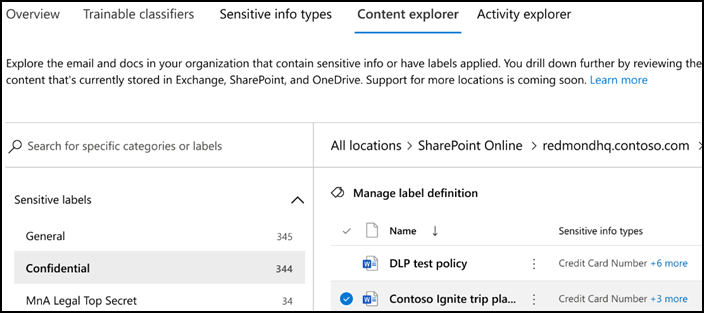 Overview Trainable classifiers Sensitive info types Content explorer Activity explorer
Explore the email and docs in your organization that contain sensitive info or have labels applied. You drill down further by reviewing the
content that's currently stored in Exchange, SharePoint, and OneDrive. Support for more locations is coming soon. Learn more
Search for specific categories or labels
All locations > SharePoint Online > redmondhq.contoso.com >
Sensitive labels
Manage label definition
General 345
Name ↓ Sensitive info types
Confidential 344
DLP test policy Credit Card Number +6 more
MnA Legal Top Secret 34
Contoso Ignite trip pla... Credit Card Number +3 more